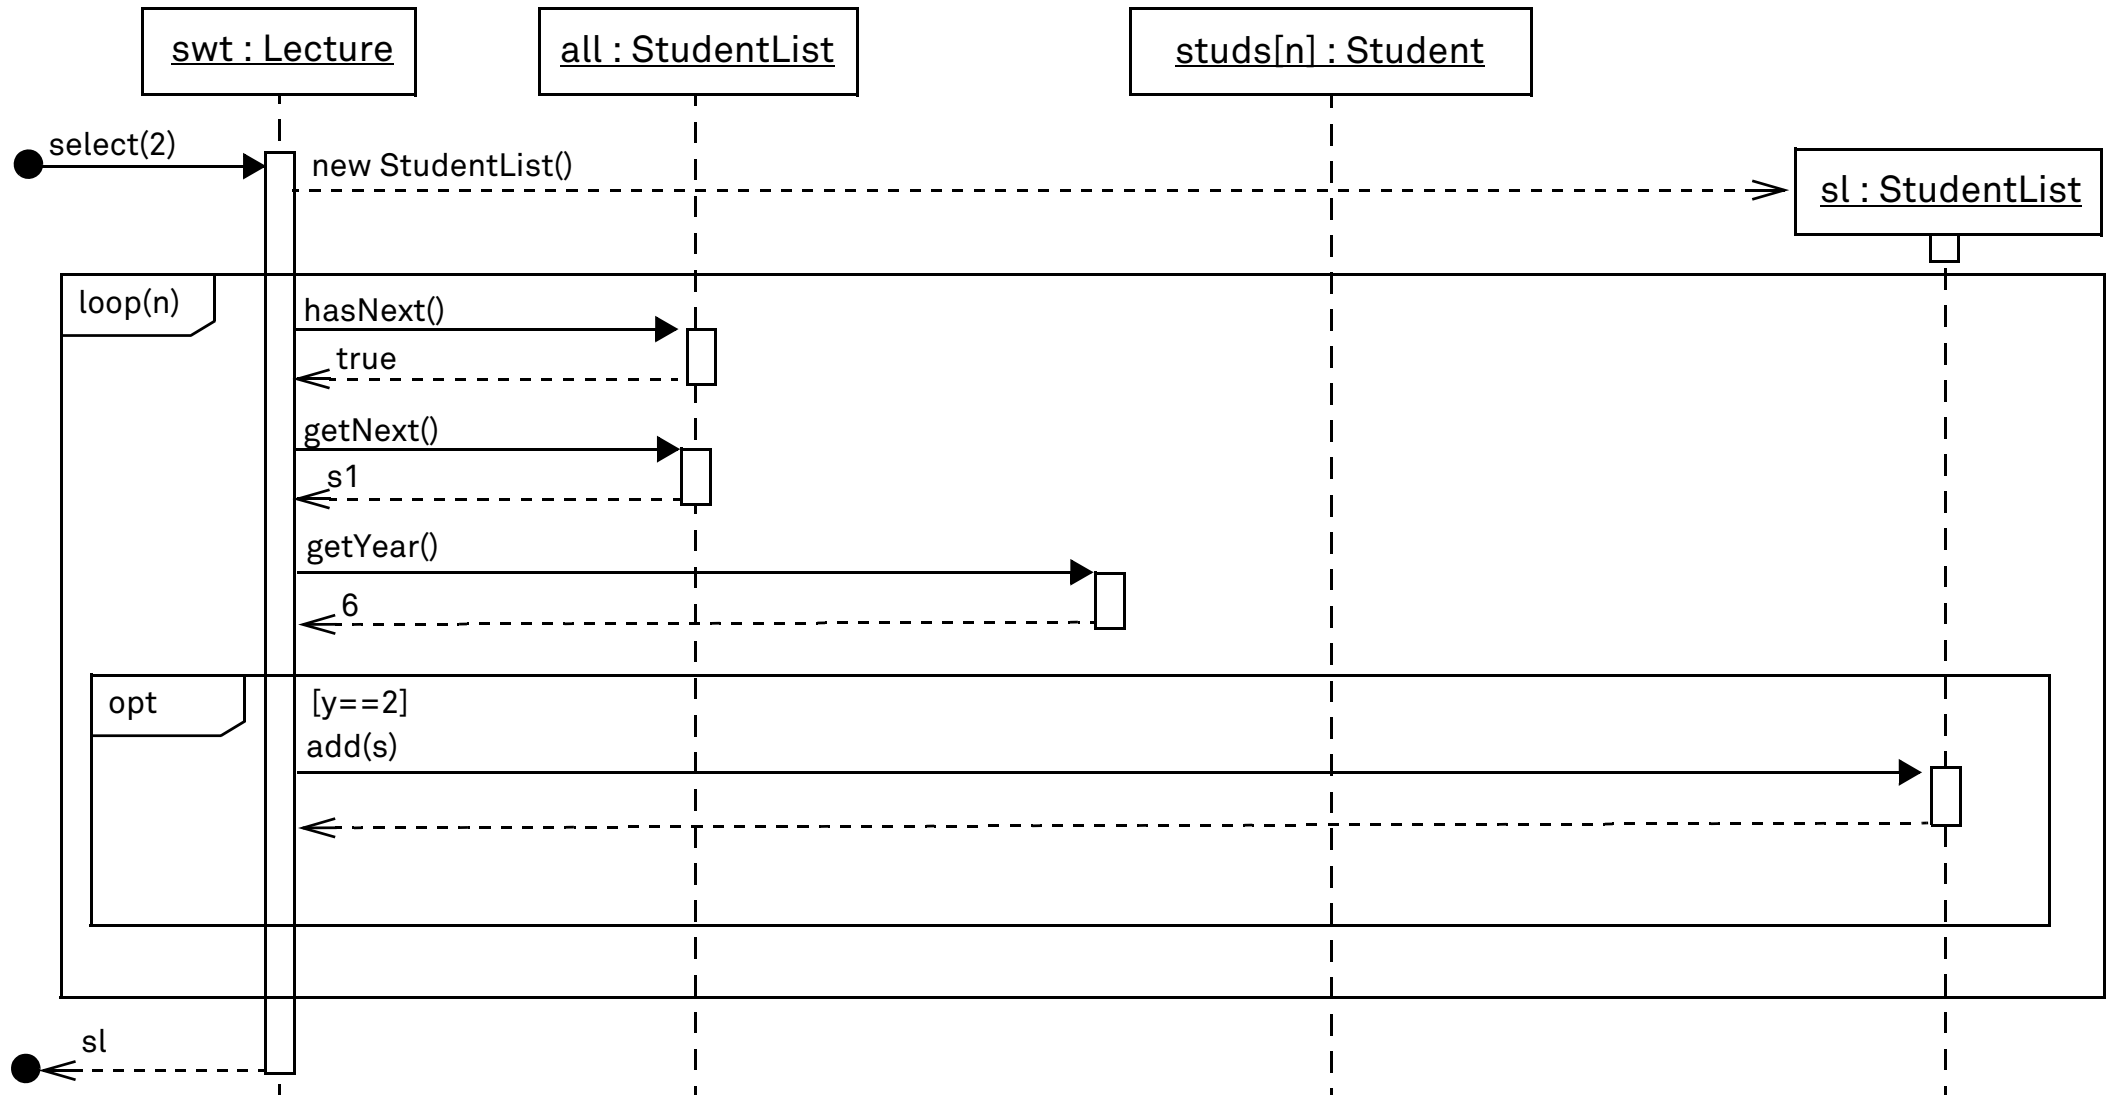 swt : Lecture
all : StudentList
studs[n] : Student
select(2)
new StudentList()
sl : StudentList
loop(n)
hasNext()
true
getNext()
s1
getYear()
6
opt
[y==2]
add(s)
sl